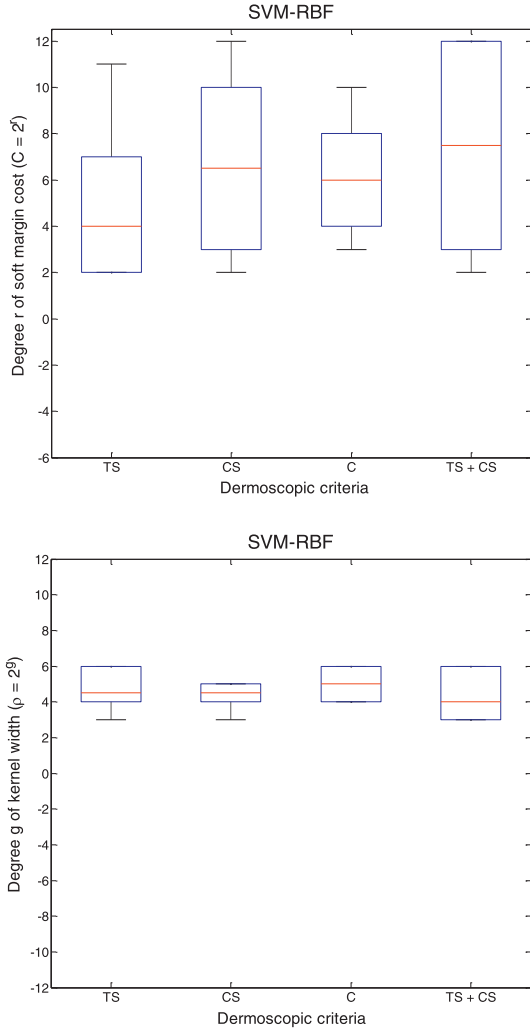 SVM-RBF
Degree r of soft margin cost (C = 2^r)
12
10
8
6
4
2
0
-2
-4
-6
TS CS C TS + CS
Dermoscopic criteria
SVM-RBF
Degree g of kernel width (ρ = 2^g)
12
10
8
6
4
2
0
-2
-4
-6
-8
-10
-12
TS CS C TS + CS
Dermoscopic criteria